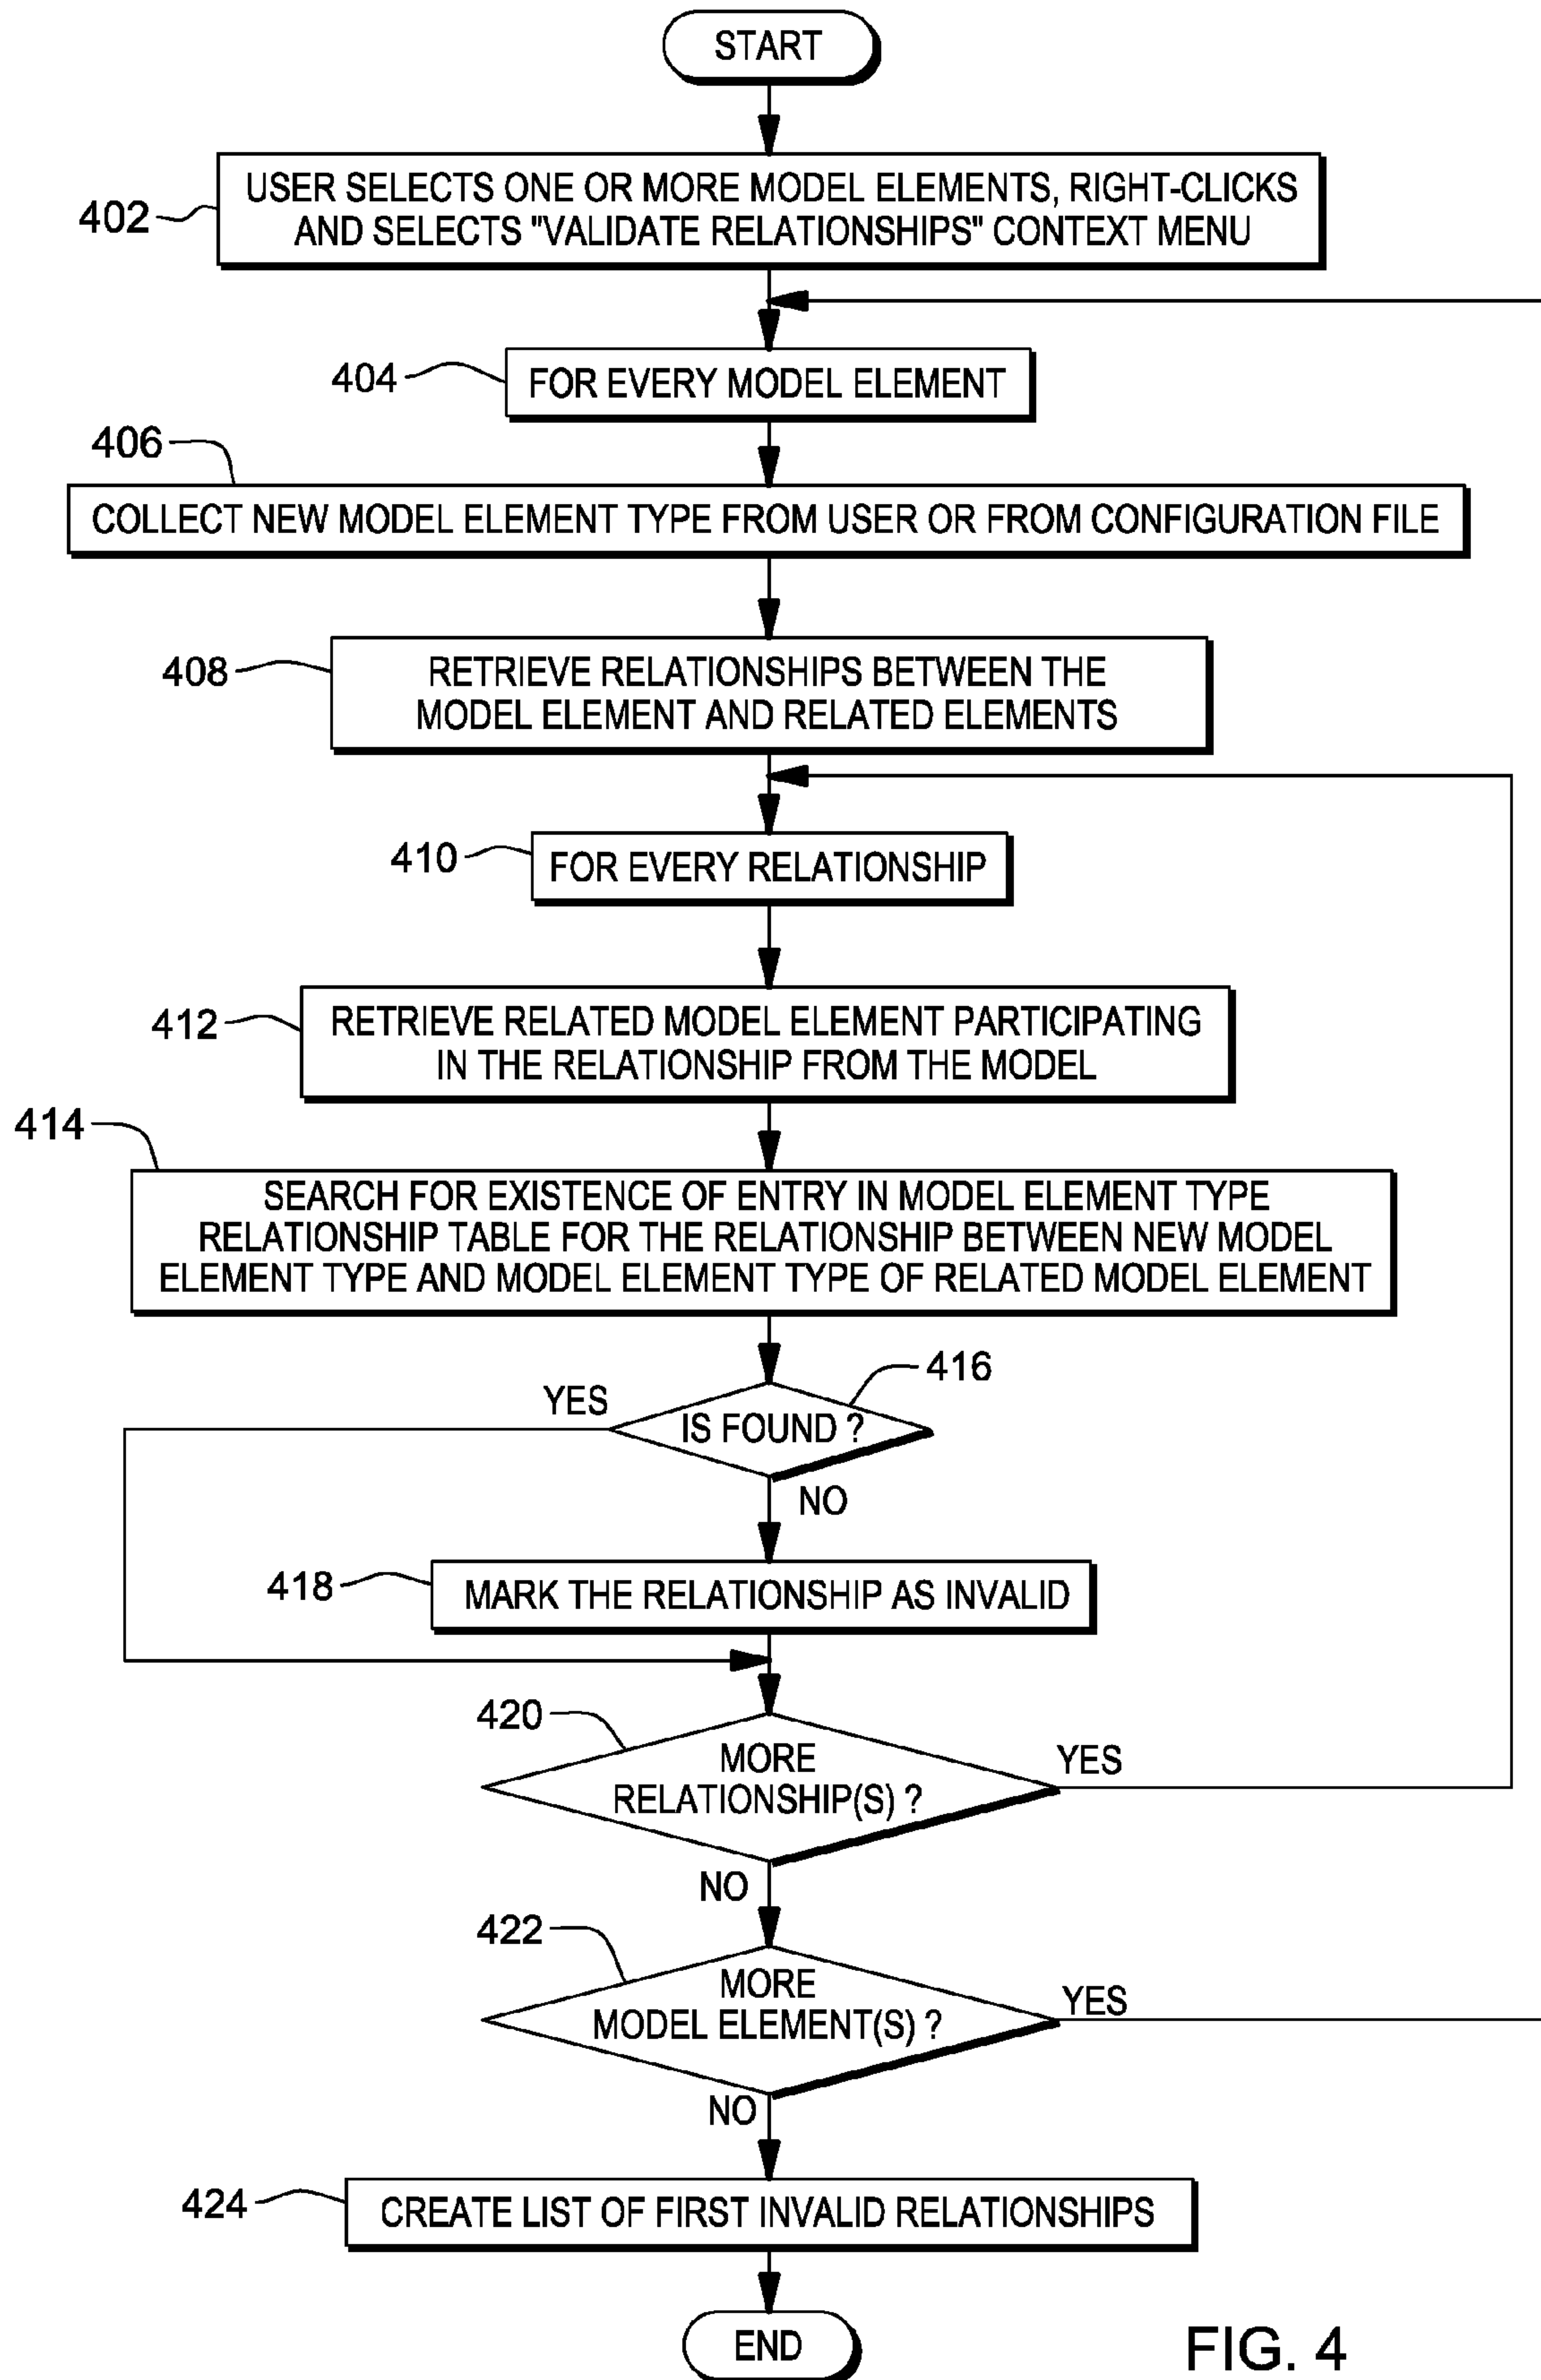 START
402
USER SELECTS ONE OR MORE MODEL ELEMENTS, RIGHT-CLICKS
AND SELECTS "VALIDATE RELATIONSHIPS" CONTEXT MENU
404
FOR EVERY MODEL ELEMENT
406
COLLECT NEW MODEL ELEMENT TYPE FROM USER OR FROM CONFIGURATION FILE
408
RETRIEVE RELATIONSHIPS BETWEEN THE
MODEL ELEMENT AND RELATED ELEMENTS
410
FOR EVERY RELATIONSHIP
412
RETRIEVE RELATED MODEL ELEMENT PARTICIPATING
IN THE RELATIONSHIP FROM THE MODEL
414
SEARCH FOR EXISTENCE OF ENTRY IN MODEL ELEMENT TYPE
RELATIONSHIP TABLE FOR THE RELATIONSHIP BETWEEN NEW MODEL
ELEMENT TYPE AND MODEL ELEMENT TYPE OF RELATED MODEL ELEMENT
416
YES
IS FOUND ?
NO
418
MARK THE RELATIONSHIP AS INVALID
420
MORE
RELATIONSHIP(S) ?
YES
NO
422
MORE
MODEL ELEMENT(S) ?
YES
NO
424
CREATE LIST OF FIRST INVALID RELATIONSHIPS
END
FIG. 4